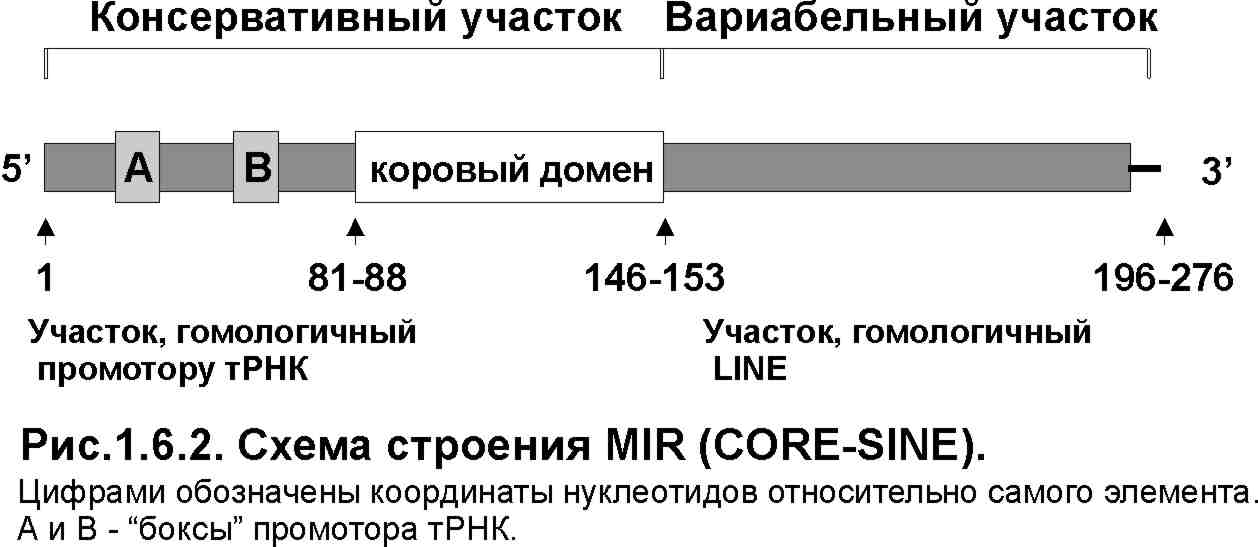 Консервативный участок Вариабельный участок
5’ А В коровый домен 3’
1 81-88 146-153 196-276
Участок, гомологичный Участок, гомологичный
промотору тРНК LINE
Рис.1.6.2. Схема строения MIR (CORE-SINE).
Цифрами обозначены координаты нуклеотидов относительно самого элемента.
А и В - “боксы” промотора тРНК.